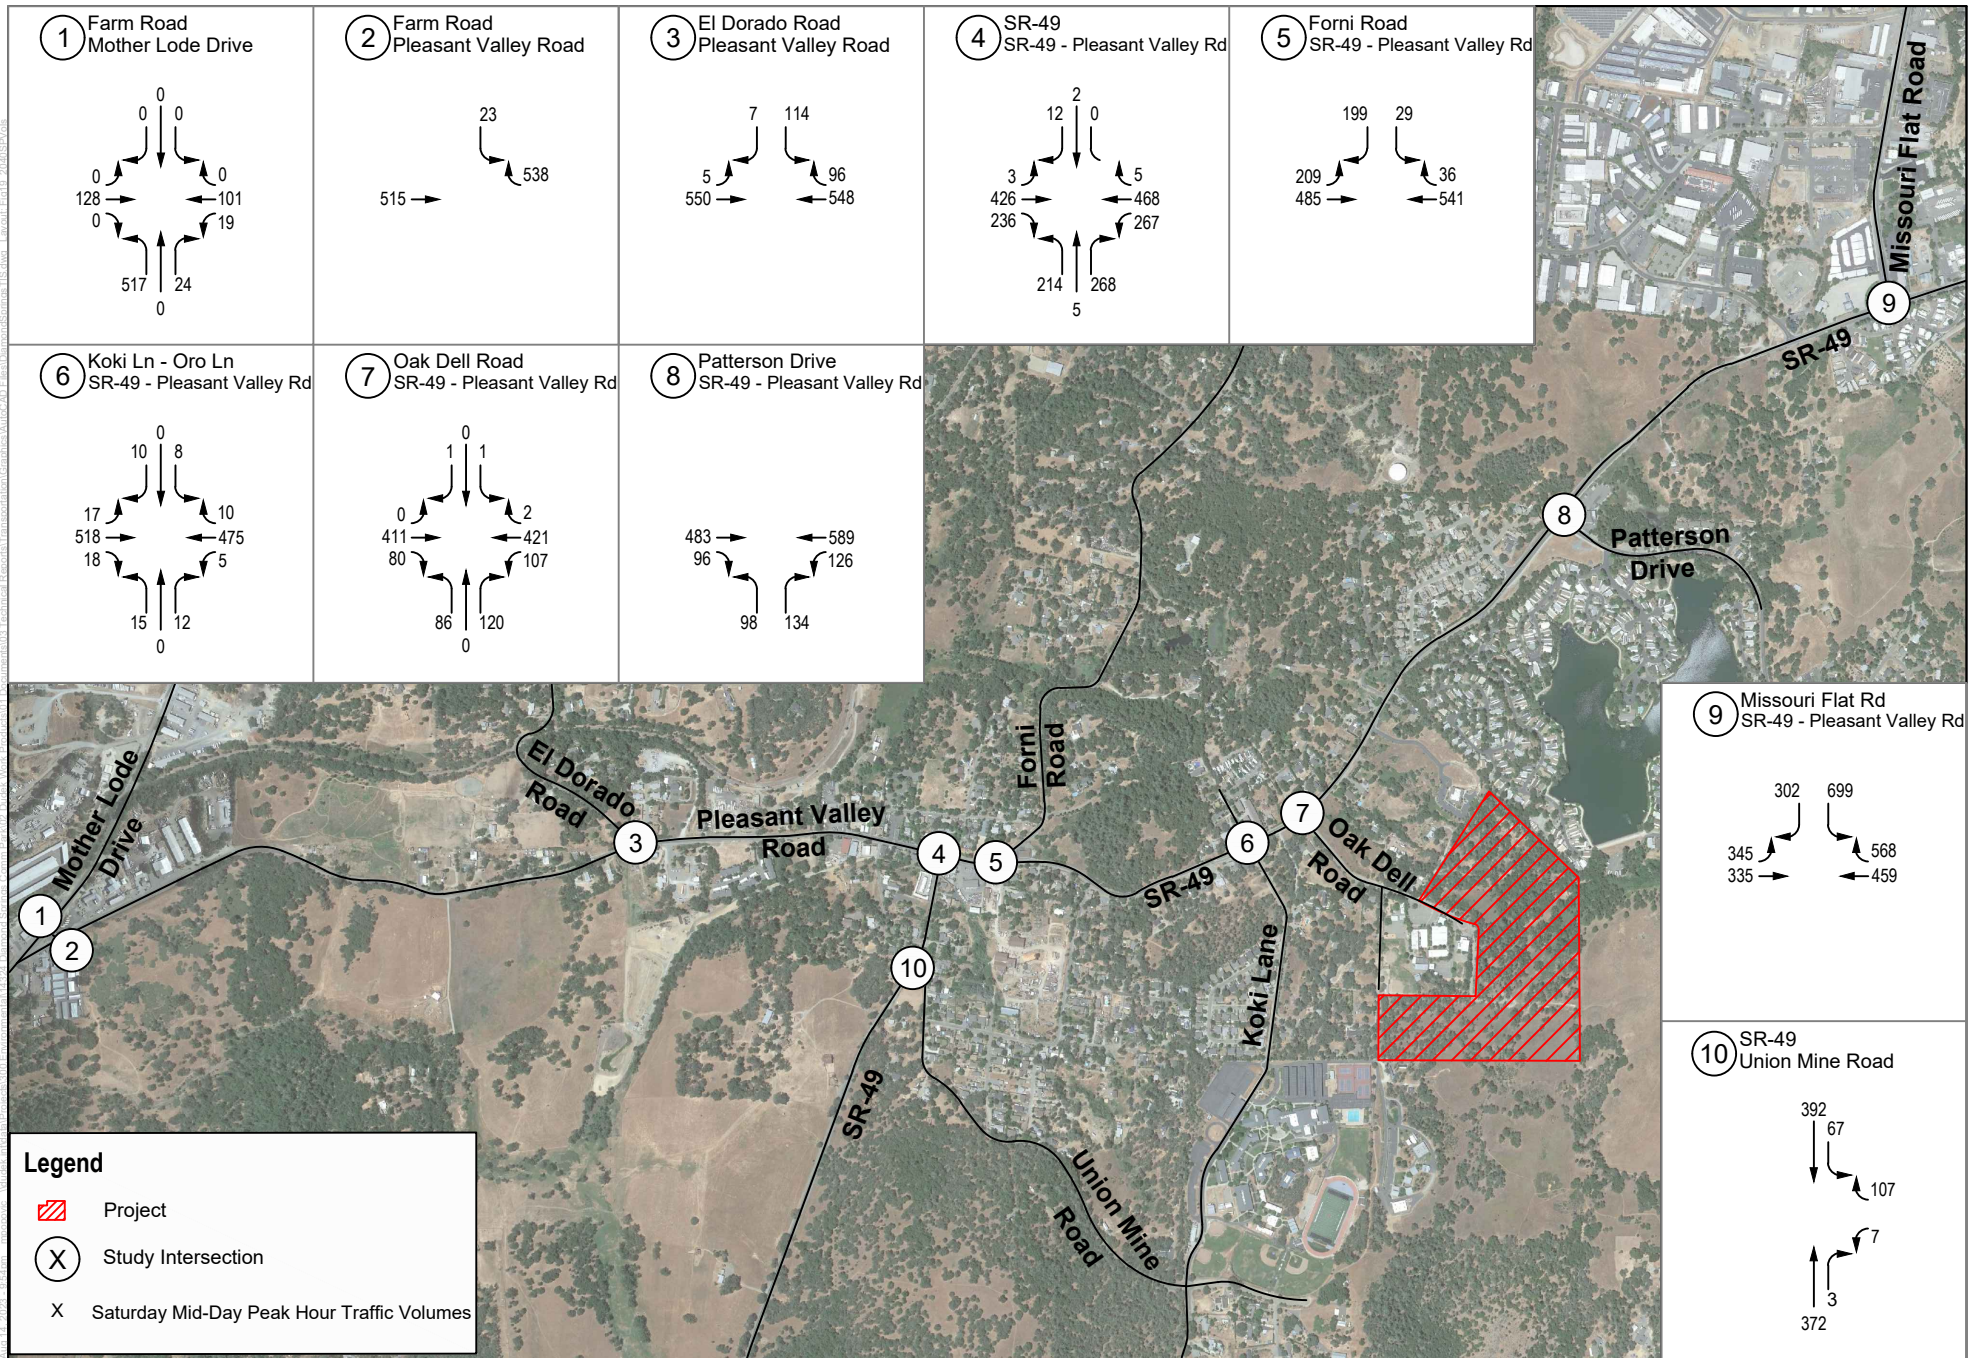 1
Farm Road
Mother Lode Drive
0
0 0
0 0
128 101
0 19
517 24
0
2
Farm Road
Pleasant Valley Road
23
538
515
3
El Dorado Road
Pleasant Valley Road
7 114
5 96
550 548
4
SR-49
SR-49 - Pleasant Valley Rd
2
12 0
3 5
426 468
236 267
214 268
5
5
Forni Road
SR-49 - Pleasant Valley Rd
199 29
209 36
485 541
6
Koki Ln - Oro Ln
SR-49 - Pleasant Valley Rd
0
10 8
17 10
518 475
18 5
15 12
0
7
Oak Dell Road
SR-49 - Pleasant Valley Rd
0
1 1
0 2
411 421
80 107
86 120
0
8
Patterson Drive
SR-49 - Pleasant Valley Rd
483 589
96 126
98 134
9
Missouri Flat Rd
SR-49 - Pleasant Valley Rd
302 699
345 568
335 459
10
SR-49
Union Mine Road
392
67
107
7
3
372
Missouri Flat Road
9
SR-49
8
Patterson
Drive
Forni
Road
Mother Lode
Drive
El Dorado
Road
Pleasant Valley
Road
1
2
3
4
5
6
7
10
SR-49
Oak Dell
Road
Koki Lane
SR-49
Union Mine
Road
Legend
Project
X Study Intersection
X Saturday Mid-Day Peak Hour Traffic Volumes